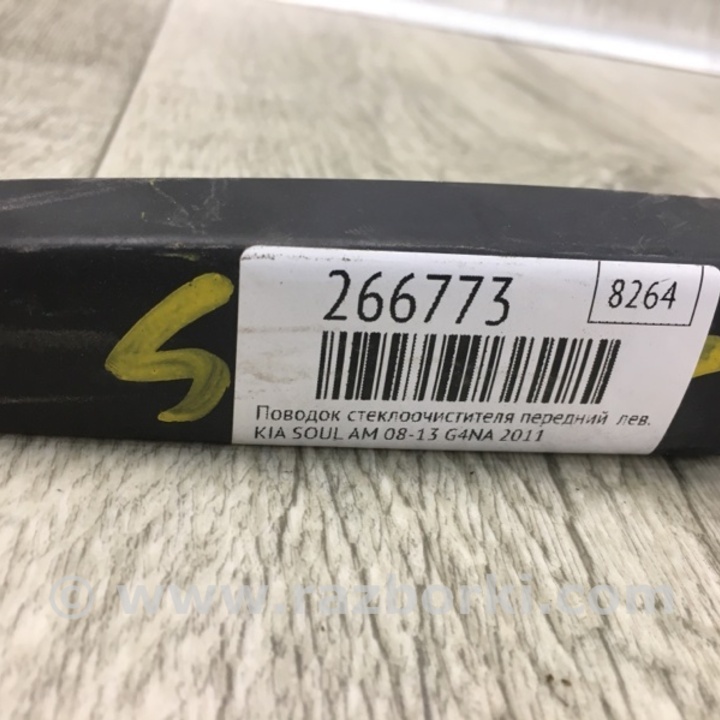 266773
8264
Поводок стеклоочистителя передний лев.
KIA SOUL AM 08-13 G4NA 2011
S
© www.razborki.com